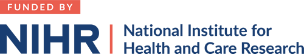 FUNDED BY
NIHR | National Institute for
Health and Care Research